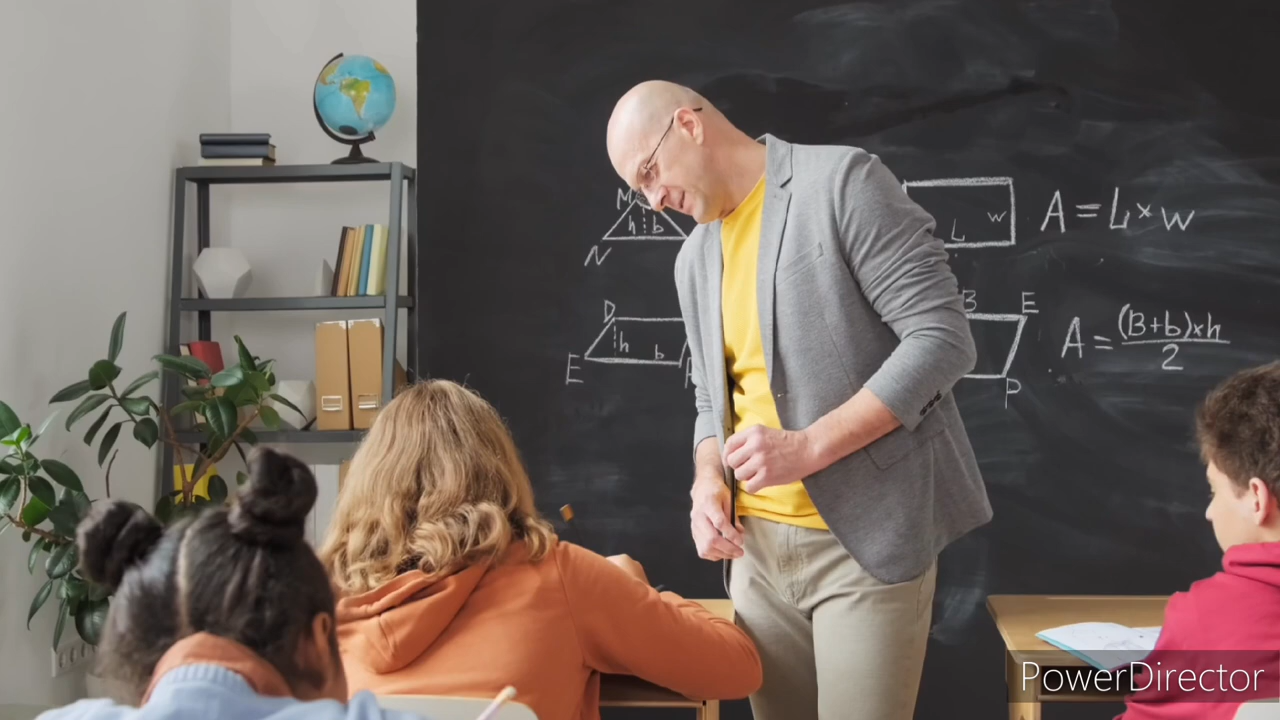 M
h b
N
L w
A = L × w
D
h b
E
B E
P
A = (B+b)×h
2
PowerDirector